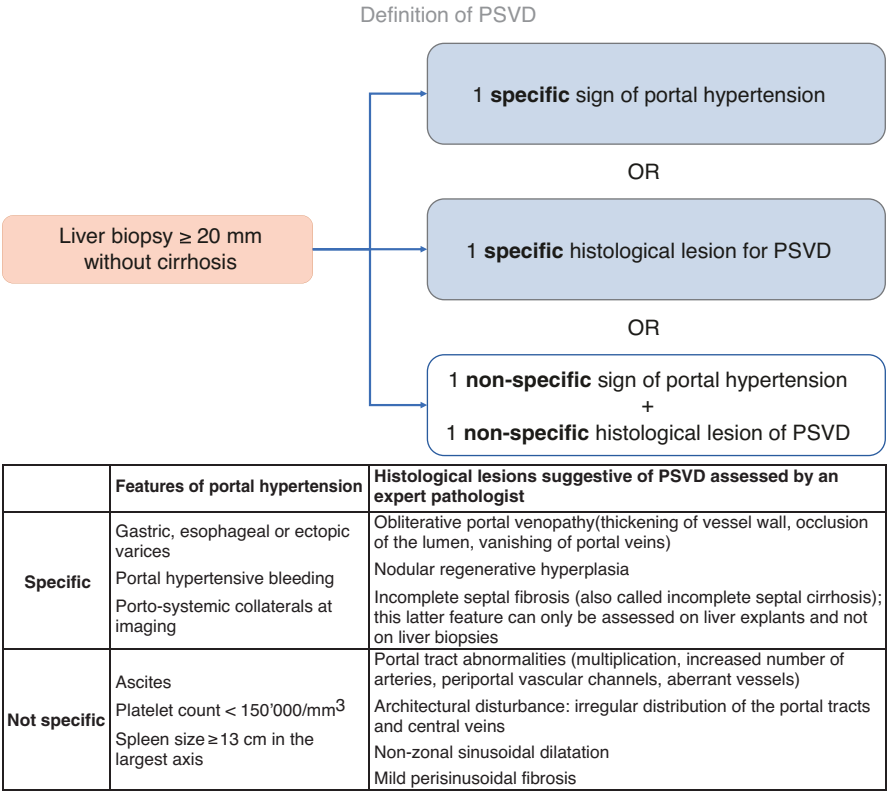 Definition of PSVD
1 specific sign of portal hypertension
OR
Liver biopsy ≥ 20 mm
without cirrhosis
1 specific histological lesion for PSVD
OR
1 non-specific sign of portal hypertension
+
1 non-specific histological lesion of PSVD
Features of portal hypertension
Histological lesions suggestive of PSVD assessed by an
expert pathologist
Specific
Gastric, esophageal or ectopic
varices
Portal hypertensive bleeding
Porto-systemic collaterals at
imaging
Obliterative portal venopathy(thickening of vessel wall, occlusion
of the lumen, vanishing of portal veins)
Nodular regenerative hyperplasia
Incomplete septal fibrosis (also called incomplete septal cirrhosis);
this latter feature can only be assessed on liver explants and not
on liver biopsies
Not specific
Ascites
Platelet count < 150'000/mm3
Spleen size ≥ 13 cm in the
largest axis
Portal tract abnormalities (multiplication, increased number of
arteries, periportal vascular channels, aberrant vessels)
Architectural disturbance: irregular distribution of the portal tracts
and central veins
Non-zonal sinusoidal dilatation
Mild perisinusoidal fibrosis